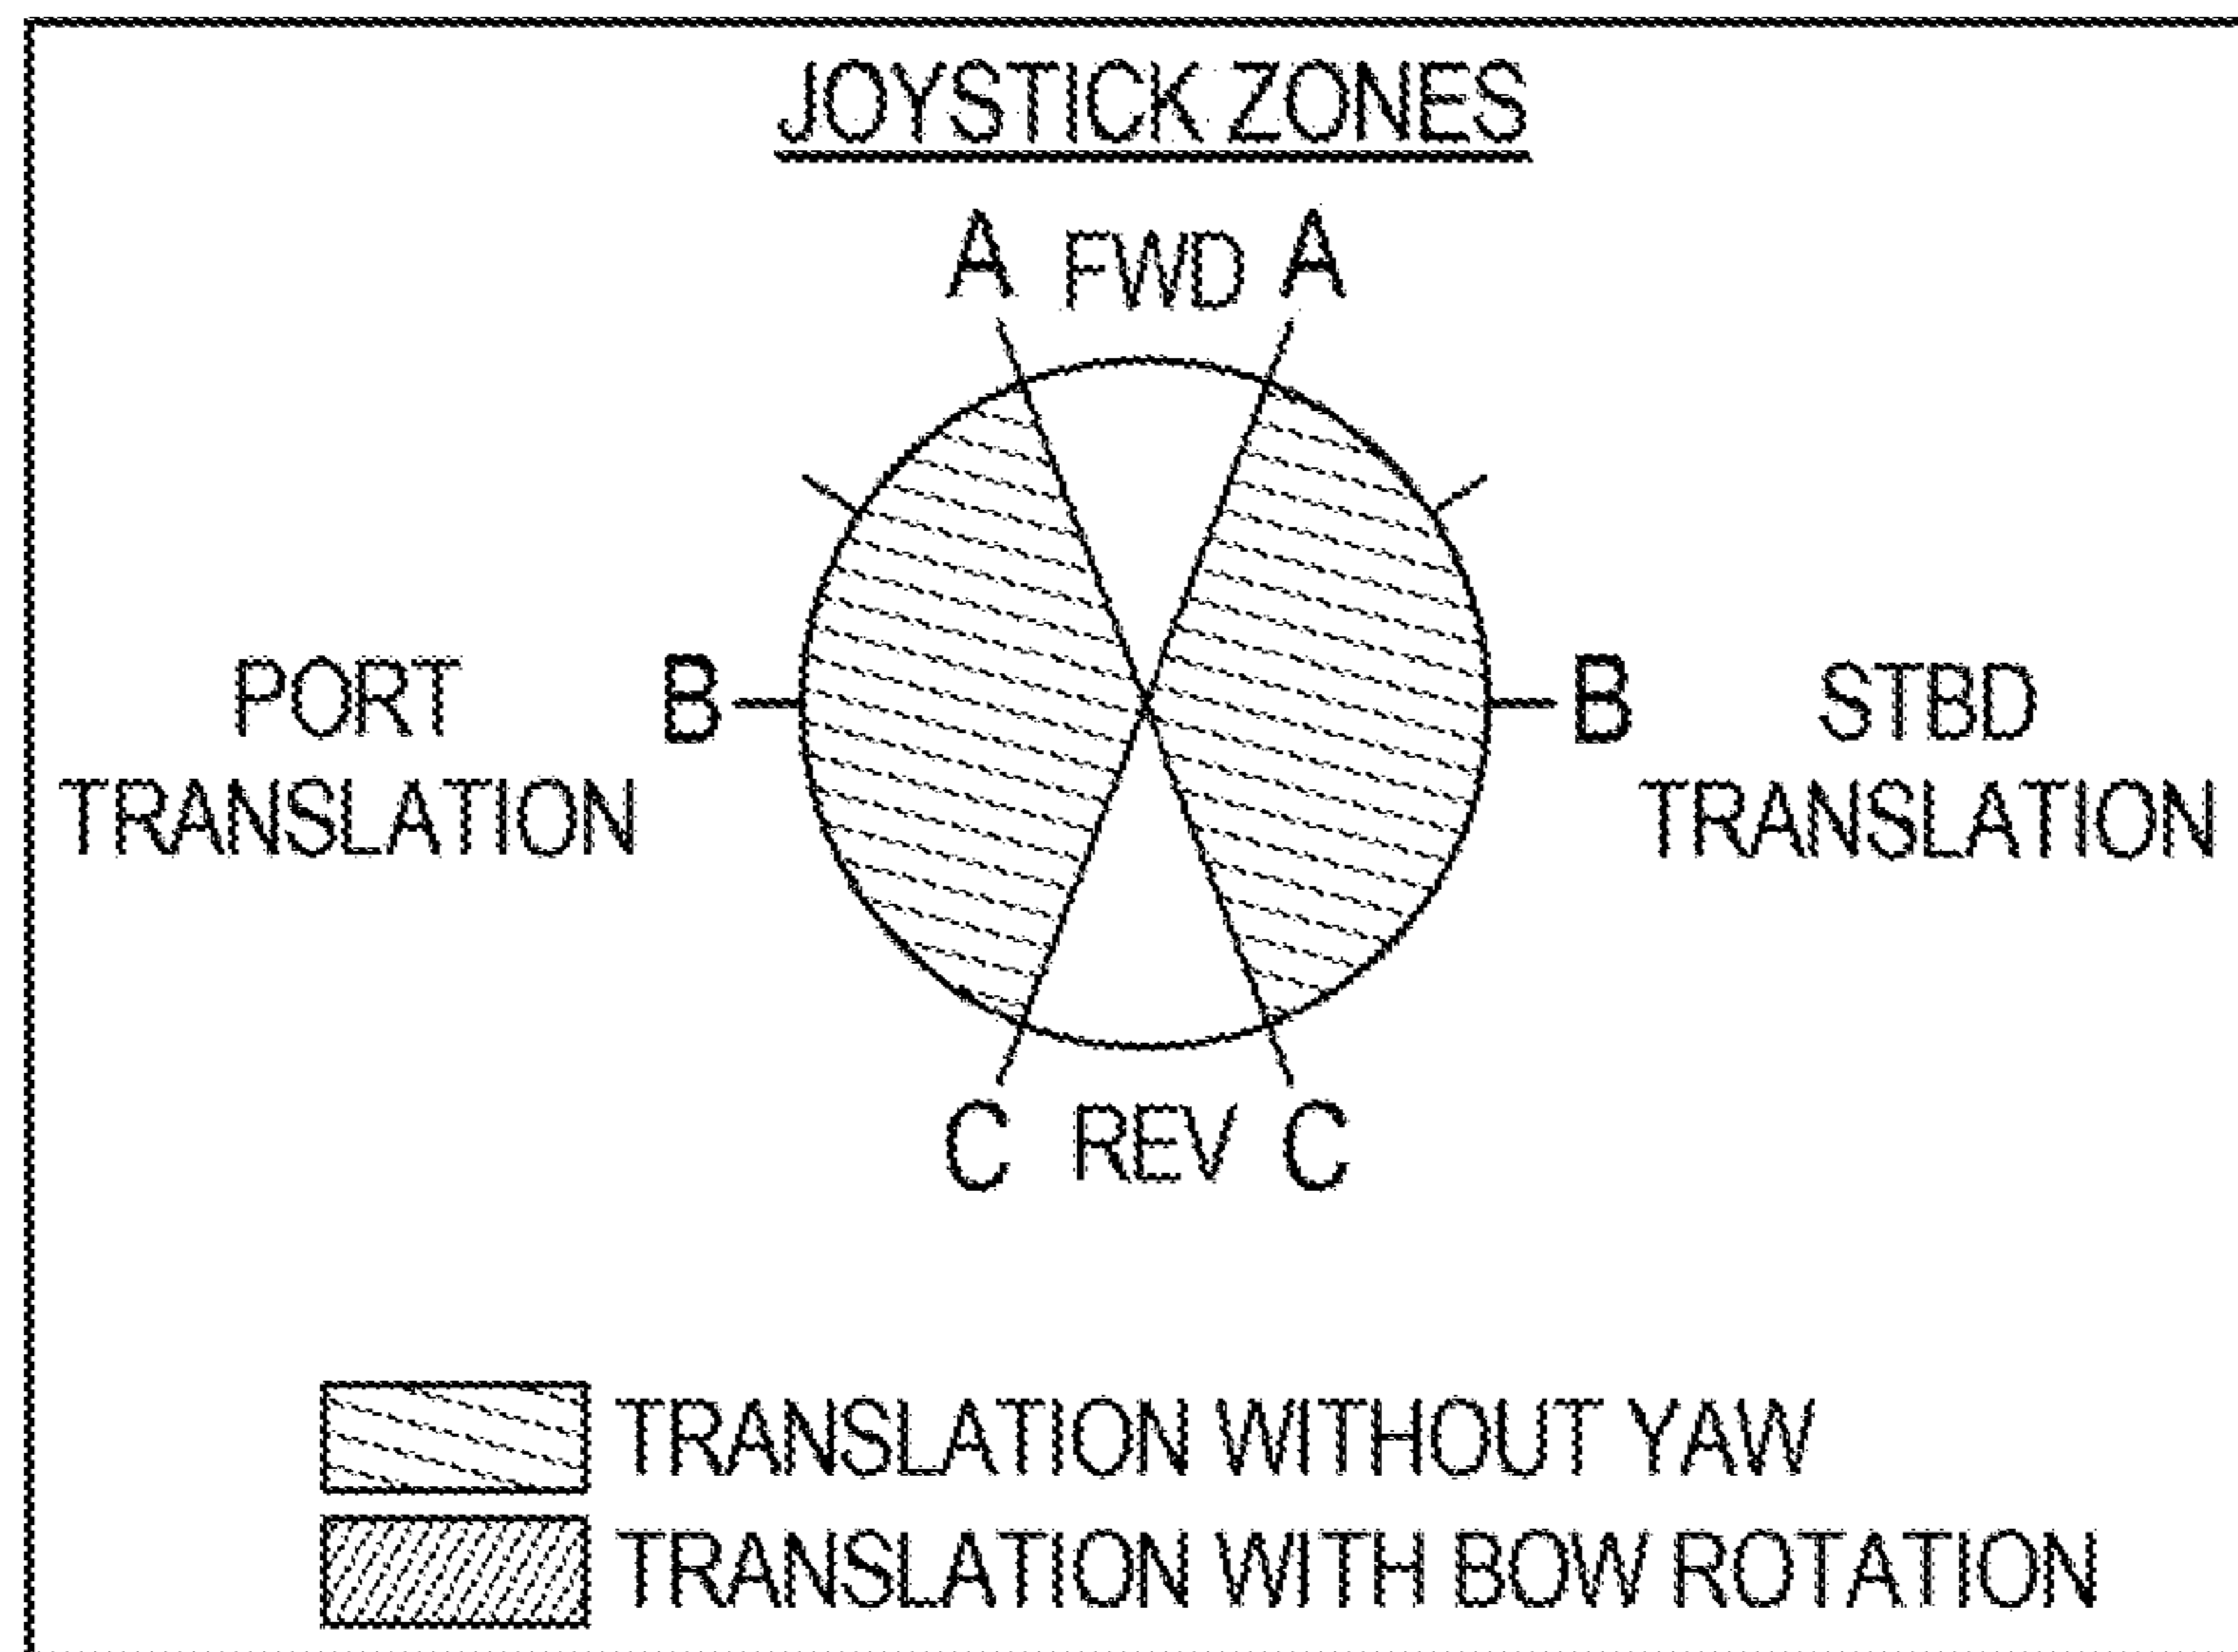 JOYSTICK ZONES
A FWD A
PORT TRANSLATION
B
B
STBD TRANSLATION
C REV C
TRANSLATION WITHOUT YAW
TRANSLATION WITH BOW ROTATION